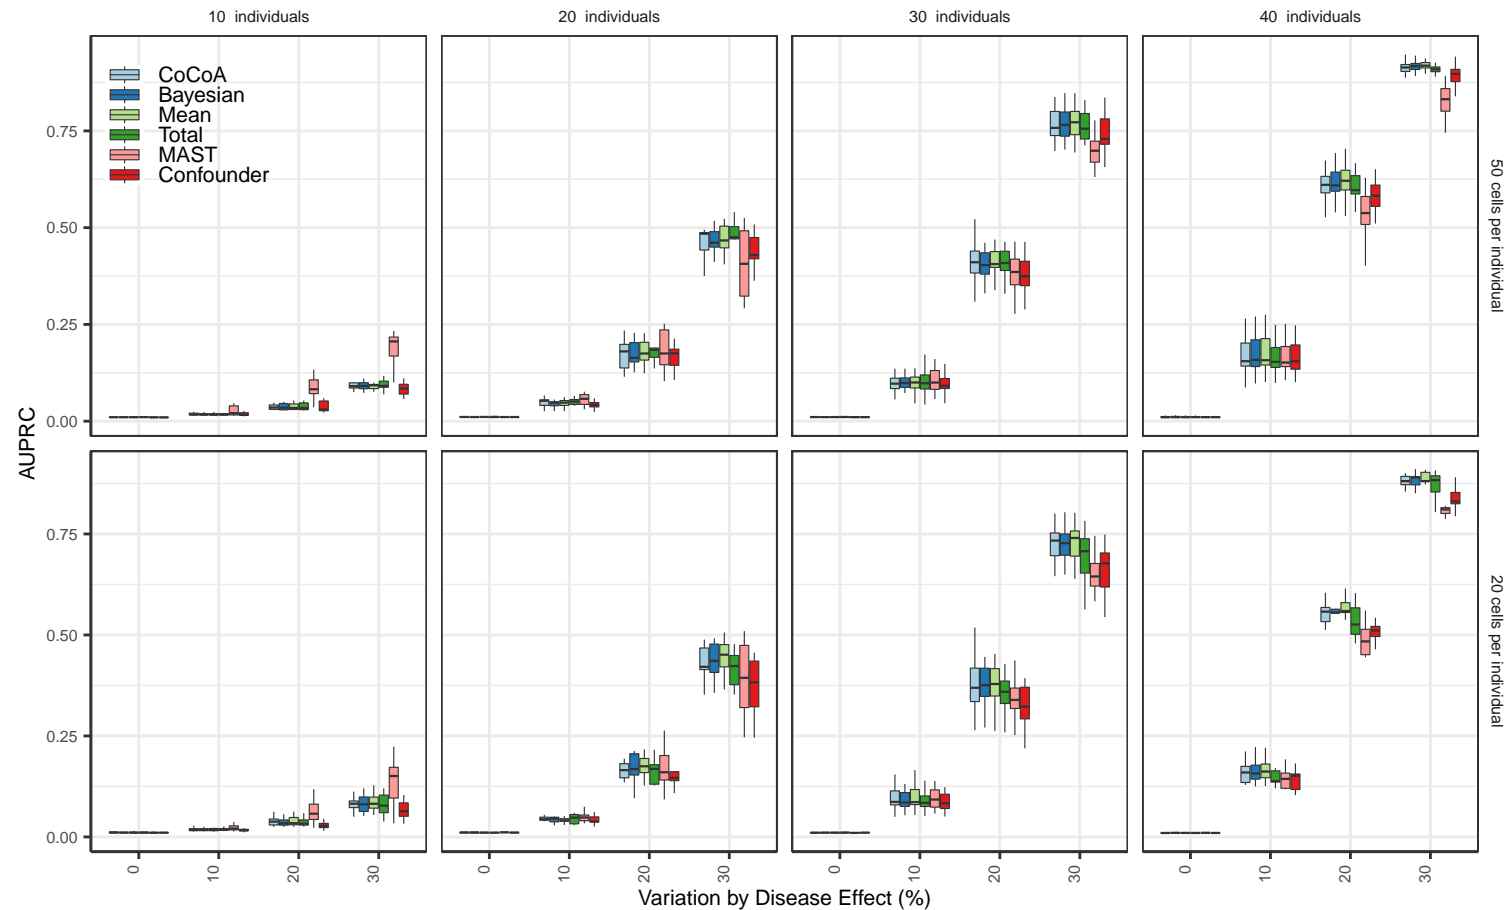 10 individuals
20 individuals
30 individuals
40 individuals
CoCoA
Bayesian
Mean
Total
MAST
Confounder
0.75
0.50
0.25
0.00
50 cells per individual
AUPRC
0.75
0.50
0.25
0.00
20 cells per individual
0 10 20 30
0 10 20 30
0 10 20 30
0 10 20 30
Variation by Disease Effect (%)